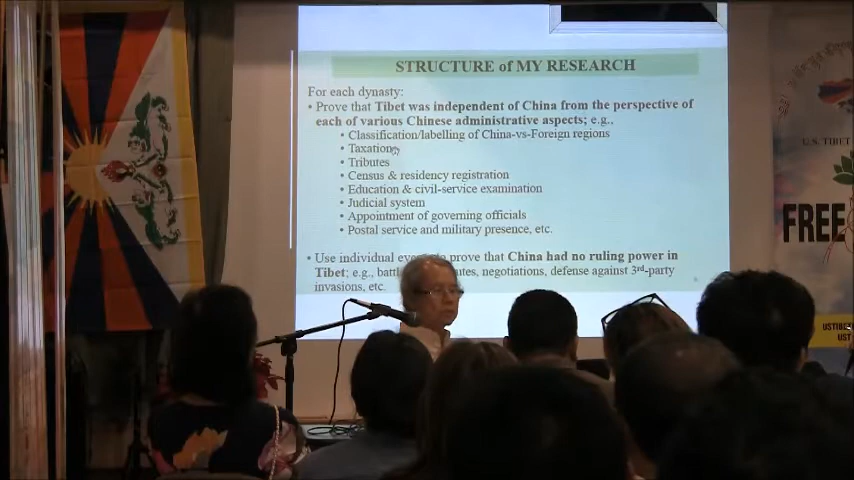 STRUCTURE of MY RESEARCH
For each dynasty:
• Prove that Tibet was independent of China from the perspective of
each of various Chinese administrative aspects; e.g.,
• Classification/labelling of China-vs-Foreign regions
• Taxation
• Tributes
• Census & residency registration
• Education & civil-service examination
• Judicial system
• Appointment of governing officials
• Postal service and military presence, etc.
• Use individual prove that China had no ruling power in
Tibet; e.g., negotiations, defense against 3rd-party
invasions, etc.
U.S. TIBET
FREE
USTIBE
UST